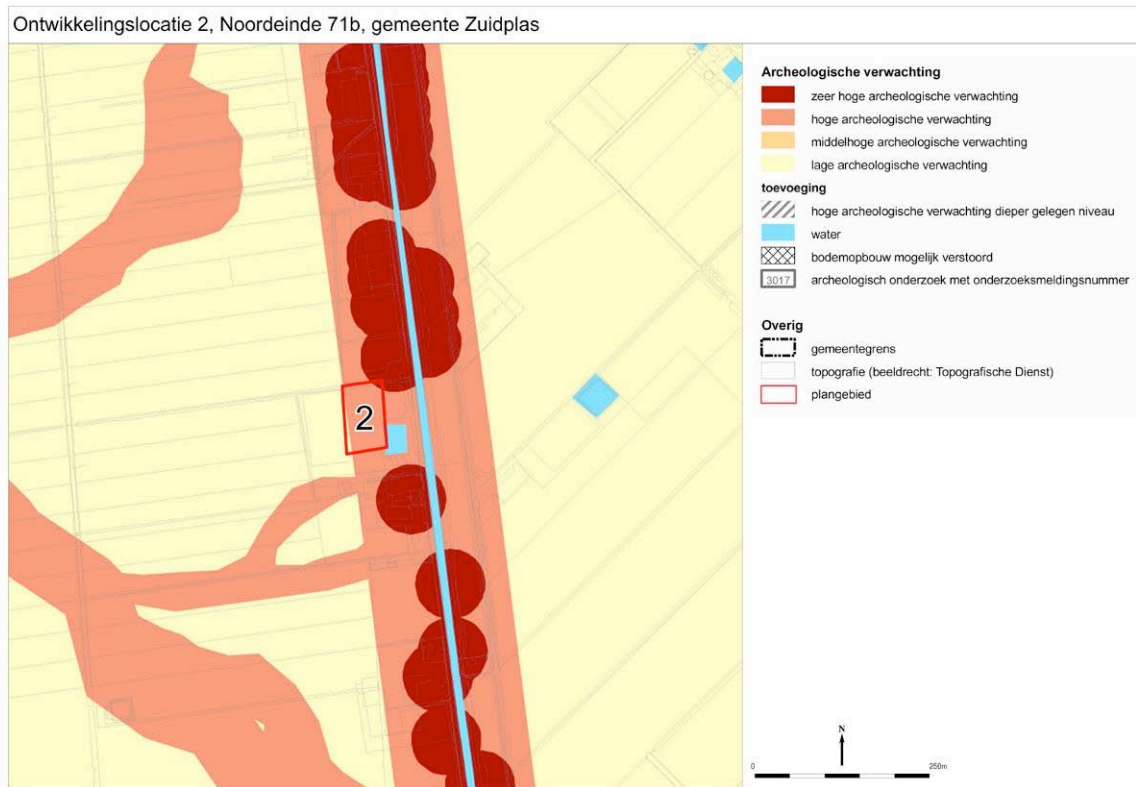 Ontwikkelingslocatie 2, Noordeinde 71b, gemeente Zuidplas
2
Archeologische verwachting
zeer hoge archeologische verwachting
hoge archeologische verwachting
middelhoge archeologische verwachting
lage archeologische verwachting
toevoeging
hoge archeologische verwachting dieper gelegen niveau
water
bodemopbouw mogelijk verstoord
3017 archeologisch onderzoek met onderzoeksmeldingsnummer
Overig
gemeentegrens
topografie (beeldrecht: Topografische Dienst)
plangebied
N
0 250m